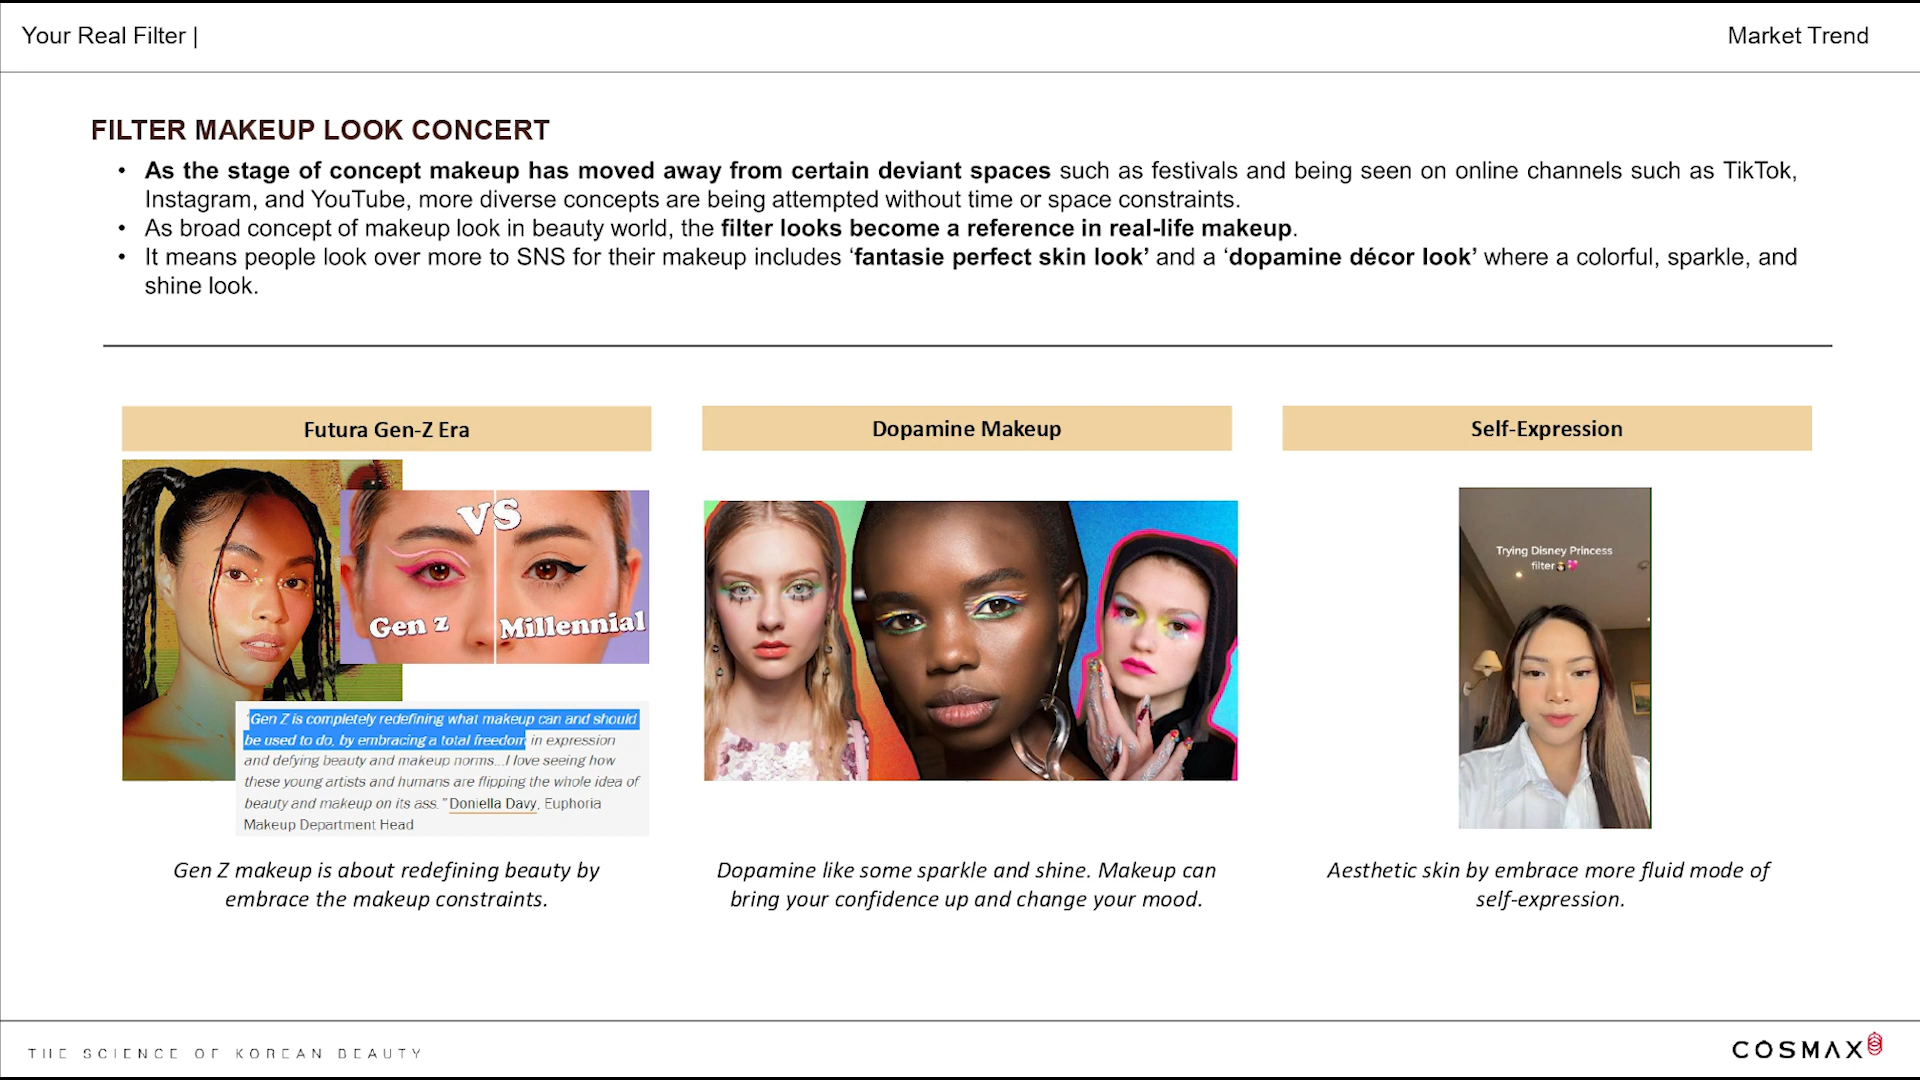 Your Real Filter |
Market Trend
FILTER MAKEUP LOOK CONCERT
• As the stage of concept makeup has moved away from certain deviant spaces such as festivals and being seen on online channels such as TikTok,
Instagram, and YouTube, more diverse concepts are being attempted without time or space constraints.
• As broad concept of makeup look in beauty world, the filter looks become a reference in real-life makeup.
• It means people look over more to SNS for their makeup includes ‘fantasie perfect skin look’ and a ‘dopamine décor look’ where a colorful, sparkle, and
shine look.
Futura Gen-Z Era
VS
Gen Z
Millennial
"Gen Z is completely redefining what makeup can and should
be used to do, by embracing a total freedom in expression
and defying beauty and makeup norms...I love seeing how
these young artists and humans are flipping the whole idea of
beauty and makeup on its ass." Doniella Davy, Euphoria
Makeup Department Head
Gen Z makeup is about redefining beauty by
embrace the makeup constraints.
Dopamine Makeup
Dopamine like some sparkle and shine. Makeup can
bring your confidence up and change your mood.
Self-Expression
Trying Disney Princess
filter
Aesthetic skin by embrace more fluid mode of
self-expression.
THE SCIENCE OF KOREAN BEAUTY
COSMAX